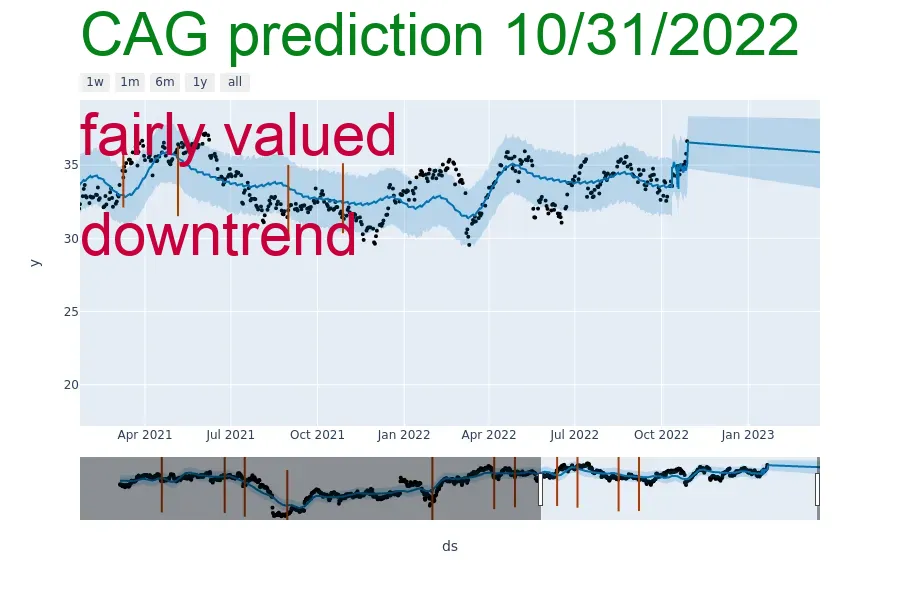 CAG prediction 10/31/2022
1w 1m 6m 1y all
fairly valued
downtrend
35
30
25
20
y
Apr 2021 Jul 2021 Oct 2021 Jan 2022 Apr 2022 Jul 2022 Oct 2022 Jan 2023
ds